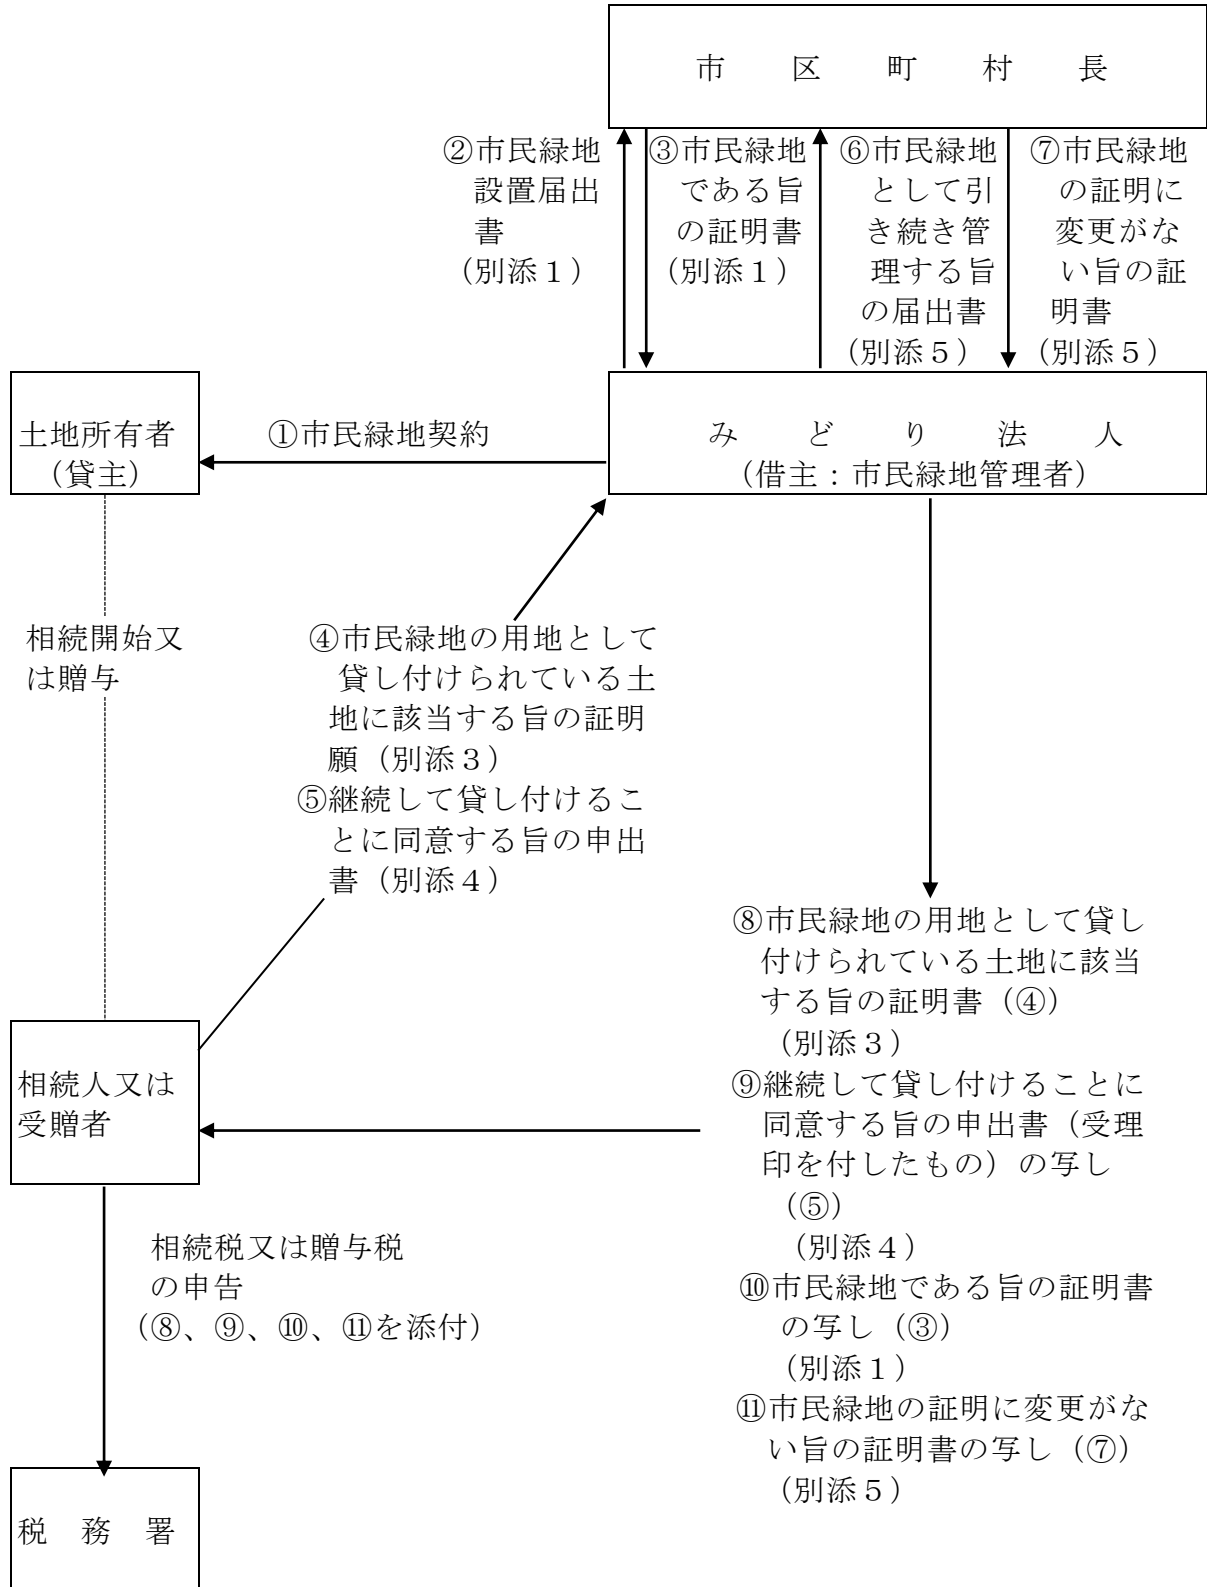 市区町村長
②市民緑地
設置届出
書
（別添１）
③市民緑地
である旨
の証明書
（別添１）
⑥市民緑地
として引
き続き管
理する旨
の届出書
（別添５）
⑦市民緑地
の証明に
変更がな
い旨の証
明書
（別添５）
土地所有者
（貸主）
①市民緑地契約
みどり法人
（借主：市民緑地管理者）
相続開始又
は贈与
④市民緑地の用地として
貸し付けられている土
地に該当する旨の証明
願（別添３）
⑤継続して貸し付けるこ
とに同意する旨の申出
書（別添４）
⑧市民緑地の用地として貸し
付けられている土地に該当
する旨の証明書（④）
（別添３）
⑨継続して貸し付けることに
同意する旨の申出書（受理
印を付したもの）の写し
（⑤）
（別添４）
⑩市民緑地である旨の証明書
の写し（③）
（別添１）
⑪市民緑地の証明に変更がな
い旨の証明書の写し（⑦）
（別添５）
相続人又は
受贈者
相続税又は贈与税
の申告
（⑧、⑨、⑩、⑪を添付）
税務署